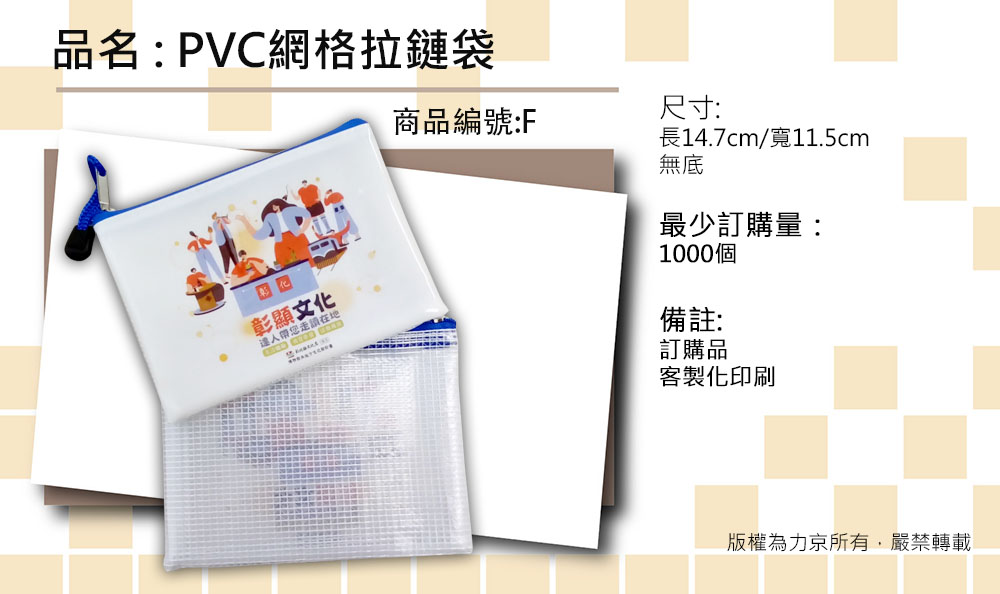 品名 : PVC網格拉鏈袋
商品編號:F
尺寸:
長14.7cm/寬11.5cm
無底
最少訂購量：
1000個
備註:
訂購品
客製化印刷
彰化
彰顯文化
達人帶您走讀在地
版權為力京所有，嚴禁轉載